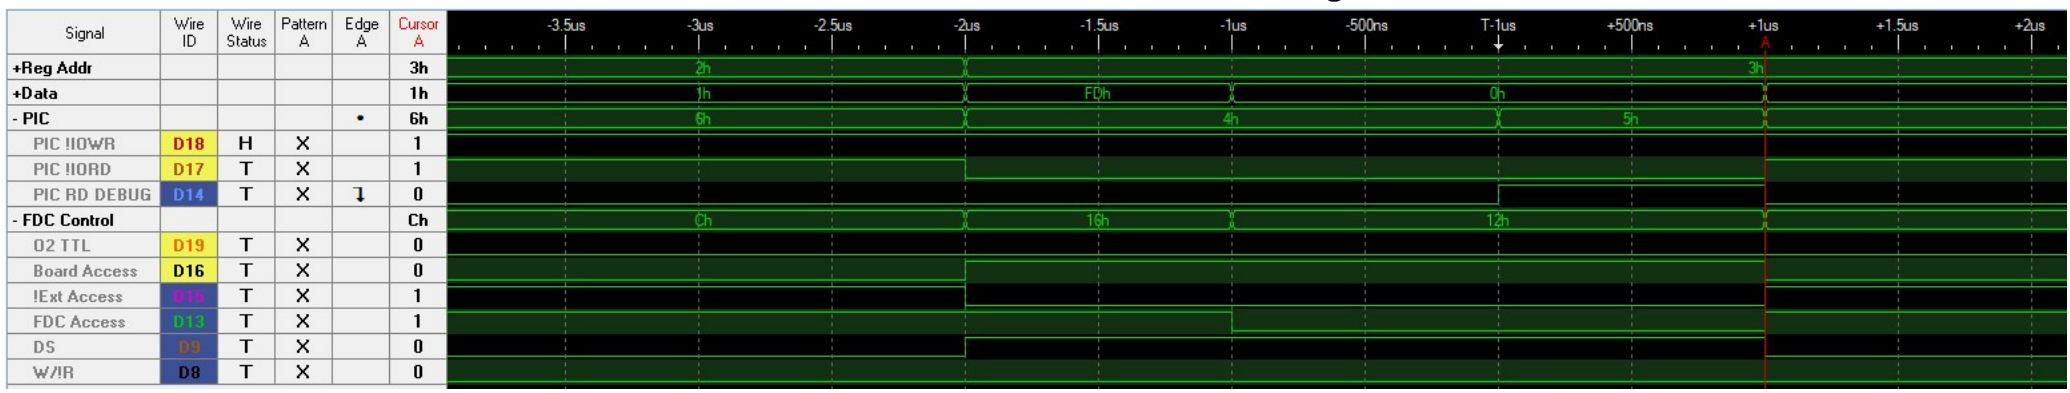 Signal Wire ID Wire Status Pattern A Edge A Cursor A -3.5us -3us -2.5us -2us -1.5us -1us -500ns T-1us +500ns +1us +1.5us +2us
A
+Reg Addr 3h 2h 3h
+Data 1h 1h FDh 0h
- PIC • 6h 6h 4h 5h
PIC !IOWR D18 H X 1
PIC !IORD D17 T X 1
PIC RD DEBUG D14 T X 0
- FDC Control Ch Ch 16h 12h
O2 TTL D19 T X 0
Board Access D16 T X 0
!Ext Access D15 T X 1
FDC Access D13 T X 1
DS D9 T X 0
W/!R D8 T X 0